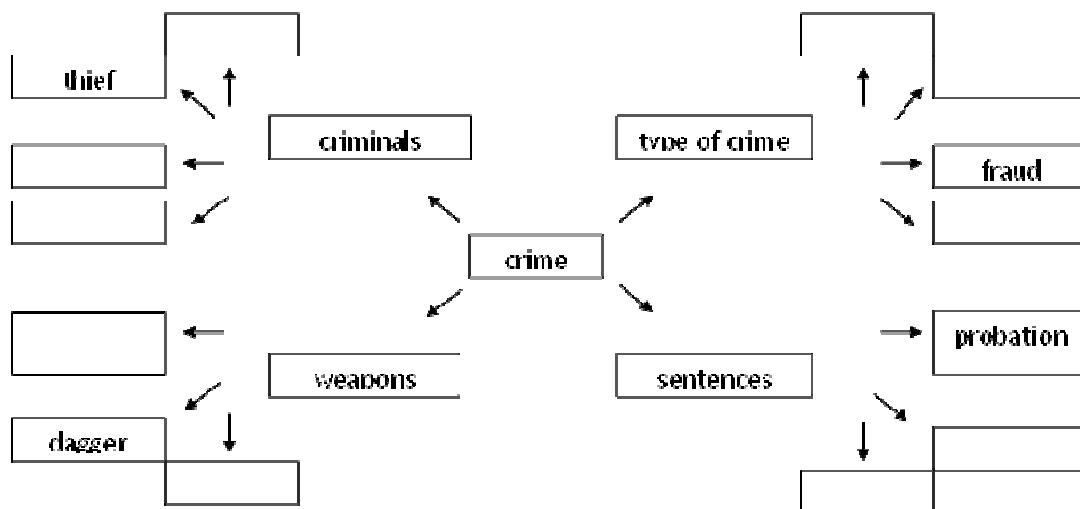 thief
criminals
type of crime
fraud
crime
probation
weapons
sentences
dagger